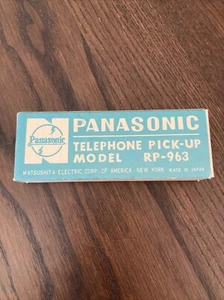 Panasonic
PANASONIC
TELEPHONE PICK-UP
MODEL RP-963
MATSUSHITA ELECTRIC CORP. OF AMERICA NEW YORK MADE IN JAPAN